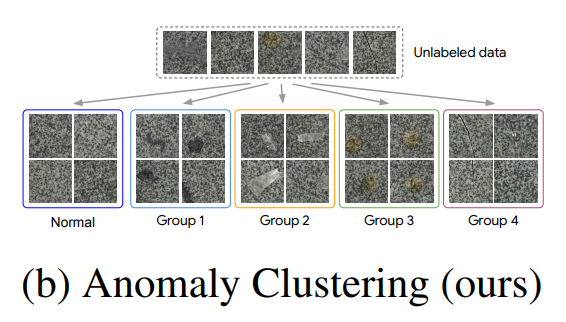 Unlabeled data
Normal
Group 1
Group 2
Group 3
Group 4
(b) Anomaly Clustering (ours)